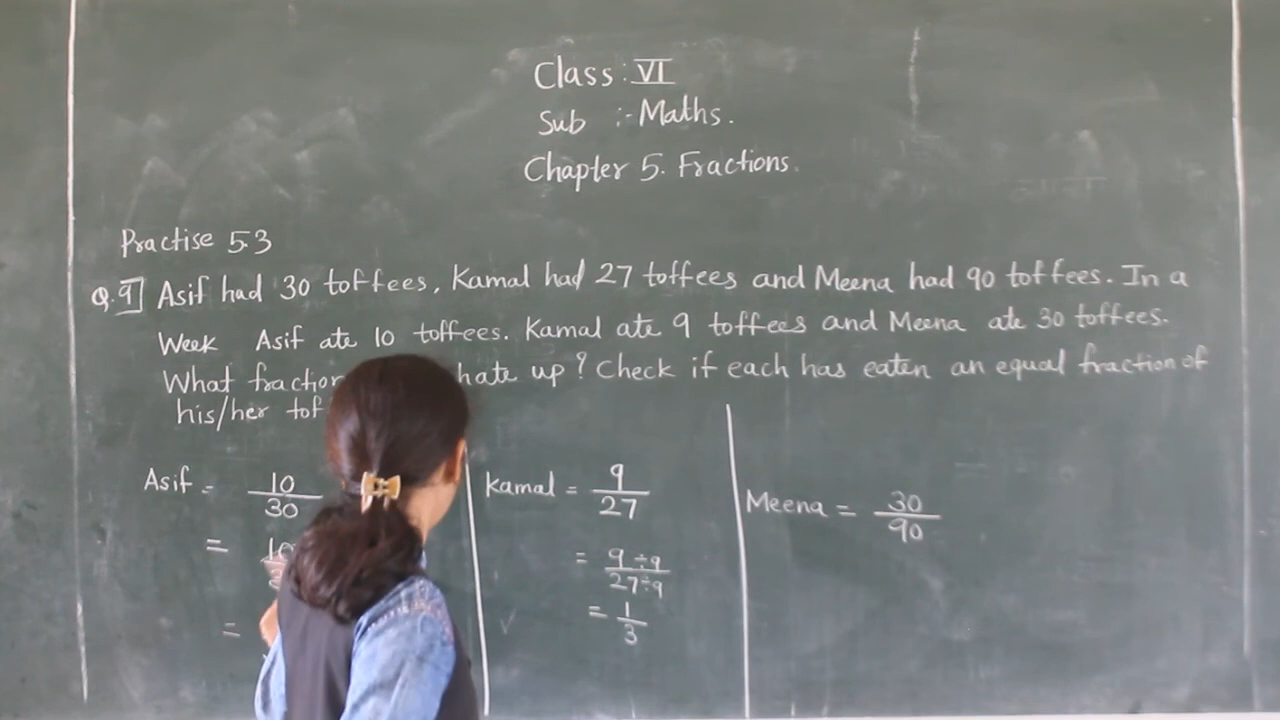 Class : VI
Sub :- Maths.
Chapter 5. Fractions.
Practise 5.3
Q.9] Asif had 30 toffees, Kamal had 27 toffees and Meena had 90 toffees. In a
Week Asif ate 10 toffees. Kamal ate 9 toffees and Meena ate 30 toffees.
What ate up? Check if each has eaten an equal fraction of
his/her
Asif = 10/30
=
=
Kamal = 9/27
= 9÷9/27÷9
= 1/3
Meena = 30/90